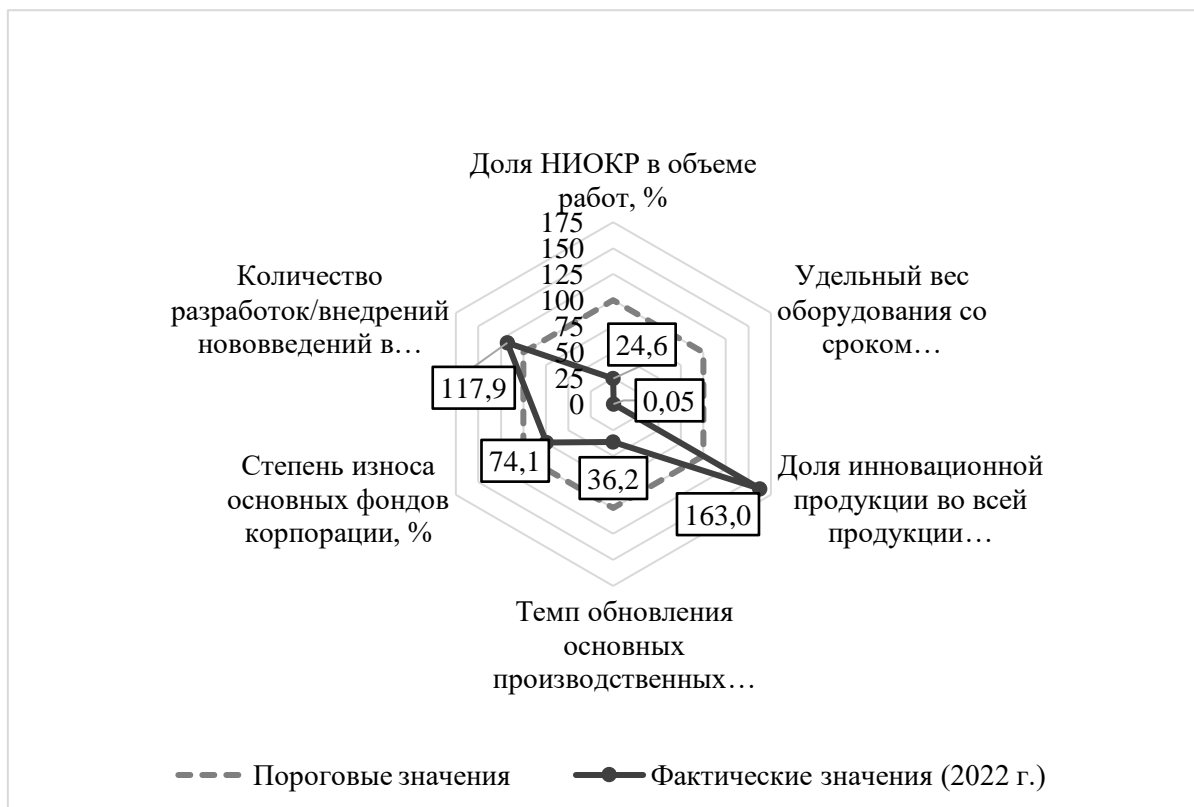 Доля НИОКР в объеме
работ, %
175
150
125
100
75
50
25
0
Удельный вес
оборудования со
сроком…
Количество
разработок/внедрений
нововведений в…
24,6
0,05
117,9
74,1
36,2
163,0
Степень износа
основных фондов
корпорации, %
Доля инновационной
продукции во всей
продукции…
Темп обновления
основных
производственных…
Пороговые значения
Фактические значения (2022 г.)